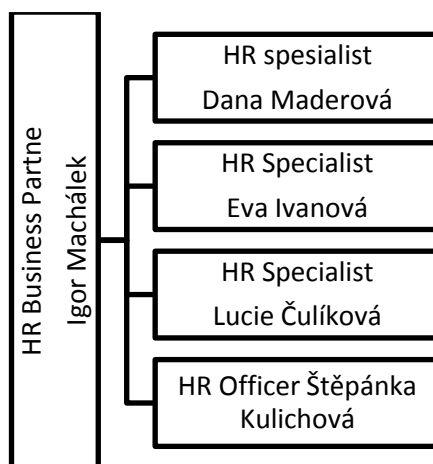 HR Business Partne
Igor Machálek
HR spesialist
Dana Maderová
HR Specialist
Eva Ivanová
HR Specialist
Lucie Čulíková
HR Officer Štěpánka
Kulichová